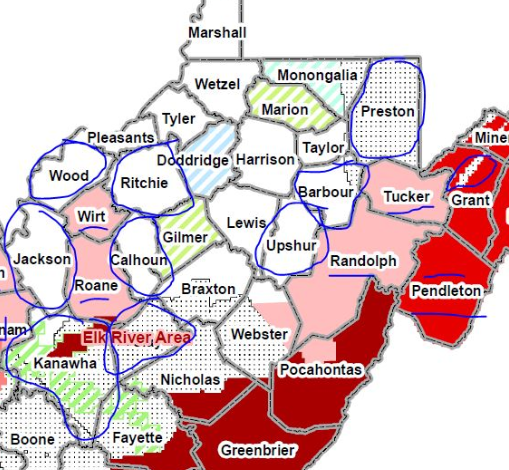 Marshall
Wetzel
Monongalia
Marion
Preston
Tyler
Pleasants
Doddridge
Harrison
Taylor
Miner
Wood
Ritchie
Barbour
Tucker
Grant
Wirt
Gilmer
Lewis
Upshur
Jackson
Calhoun
Randolph
Roane
Braxton
Pendleton
nam
Elk River Area
Webster
Kanawha
Nicholas
Pocahontas
Boone
Fayette
Greenbrier